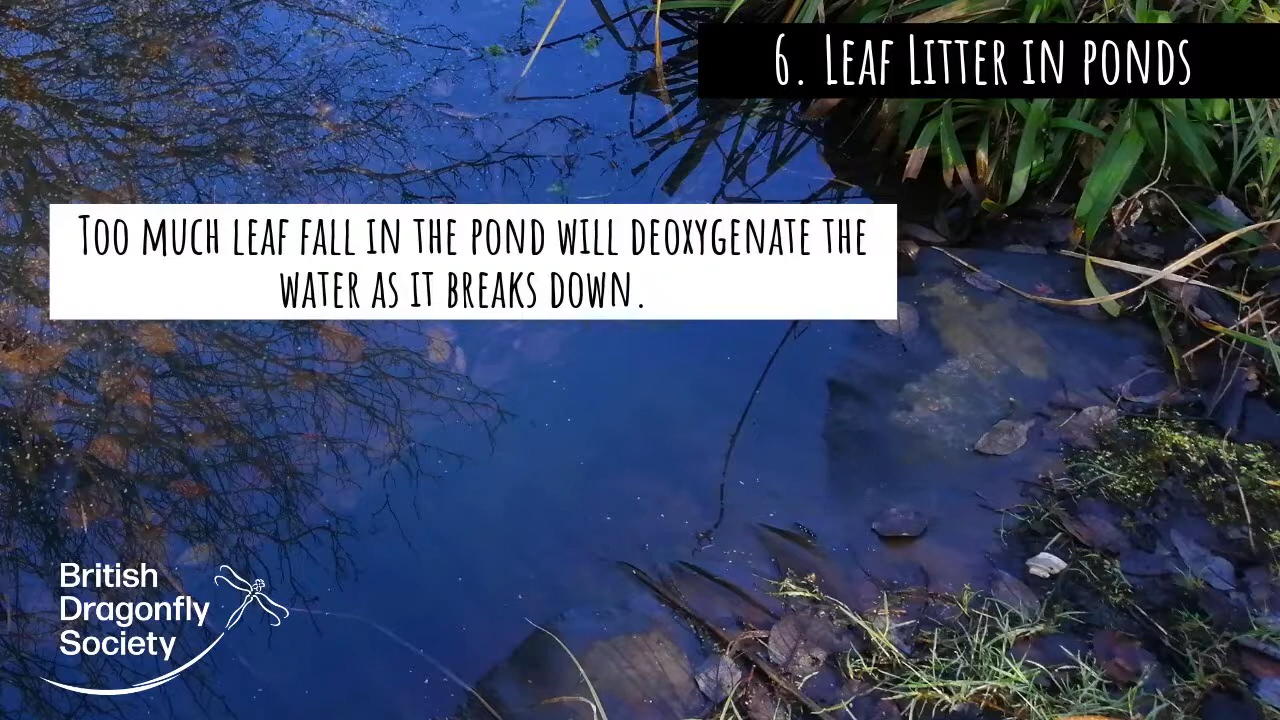 6. Leaf Litter in ponds
Too much leaf fall in the pond will deoxygenate the
water as it breaks down.
British
Dragonfly
Society